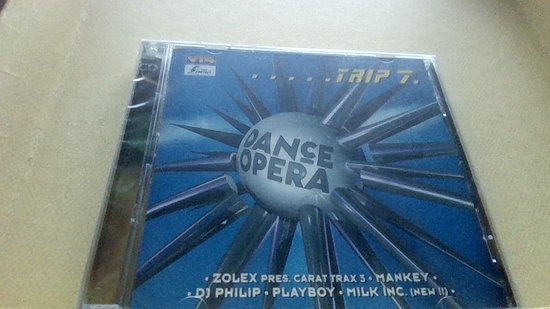 .....TRIP 7.
DANCE
OPERA
• ZOLEX PRES. CARAT TRAX 3 • MANKEY •
• DJ PHILIP • PLAYBOY • MILK INC. (NEW !!) •